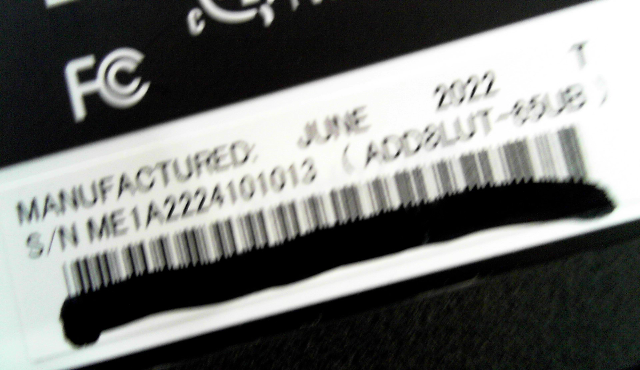 FC
MANUFACTURED: JUNE 2022 T
S/N ME1A2224101013 (ADD8LUT-65UB)